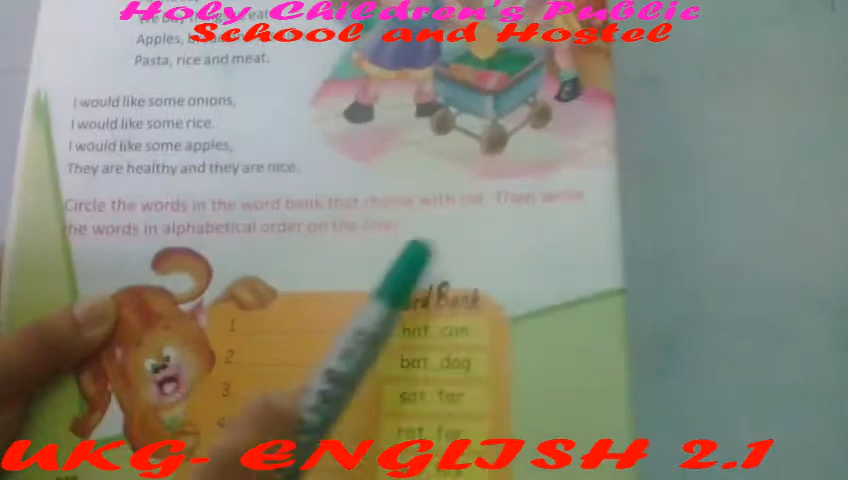 Holy Children's Public
School and Hostel
eat
Apples,
Pasta, rice and meat.
I would like some onions,
I would like some rice.
I would like some apples,
They are healthy and they are nice.
Circle the words in the word bank that rhyme with cat. Then write
the words in alphabetical order on the lines.
Word Bank
1. hat can
2. bat dog
3. sat far
rat
UKG- ENGLISH 2.1